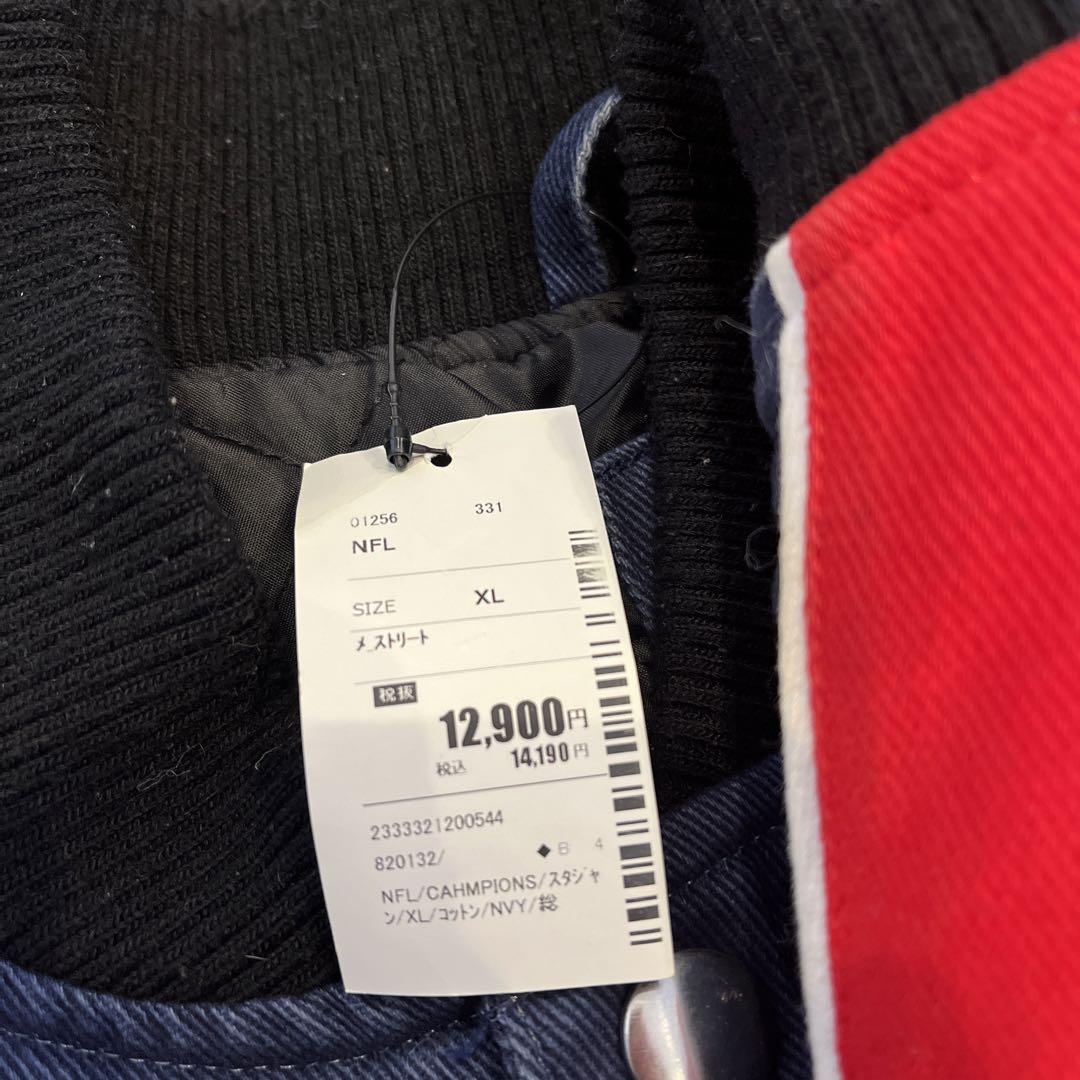 01256 331
NFL
SIZE XL
メ_ストリート
税抜
12,900円
税込 14,190円
2333321200544
820132/ ◆B 4
NFL/CAHMPIONS/スタジャ
ン/XL/コットン/NVY/総